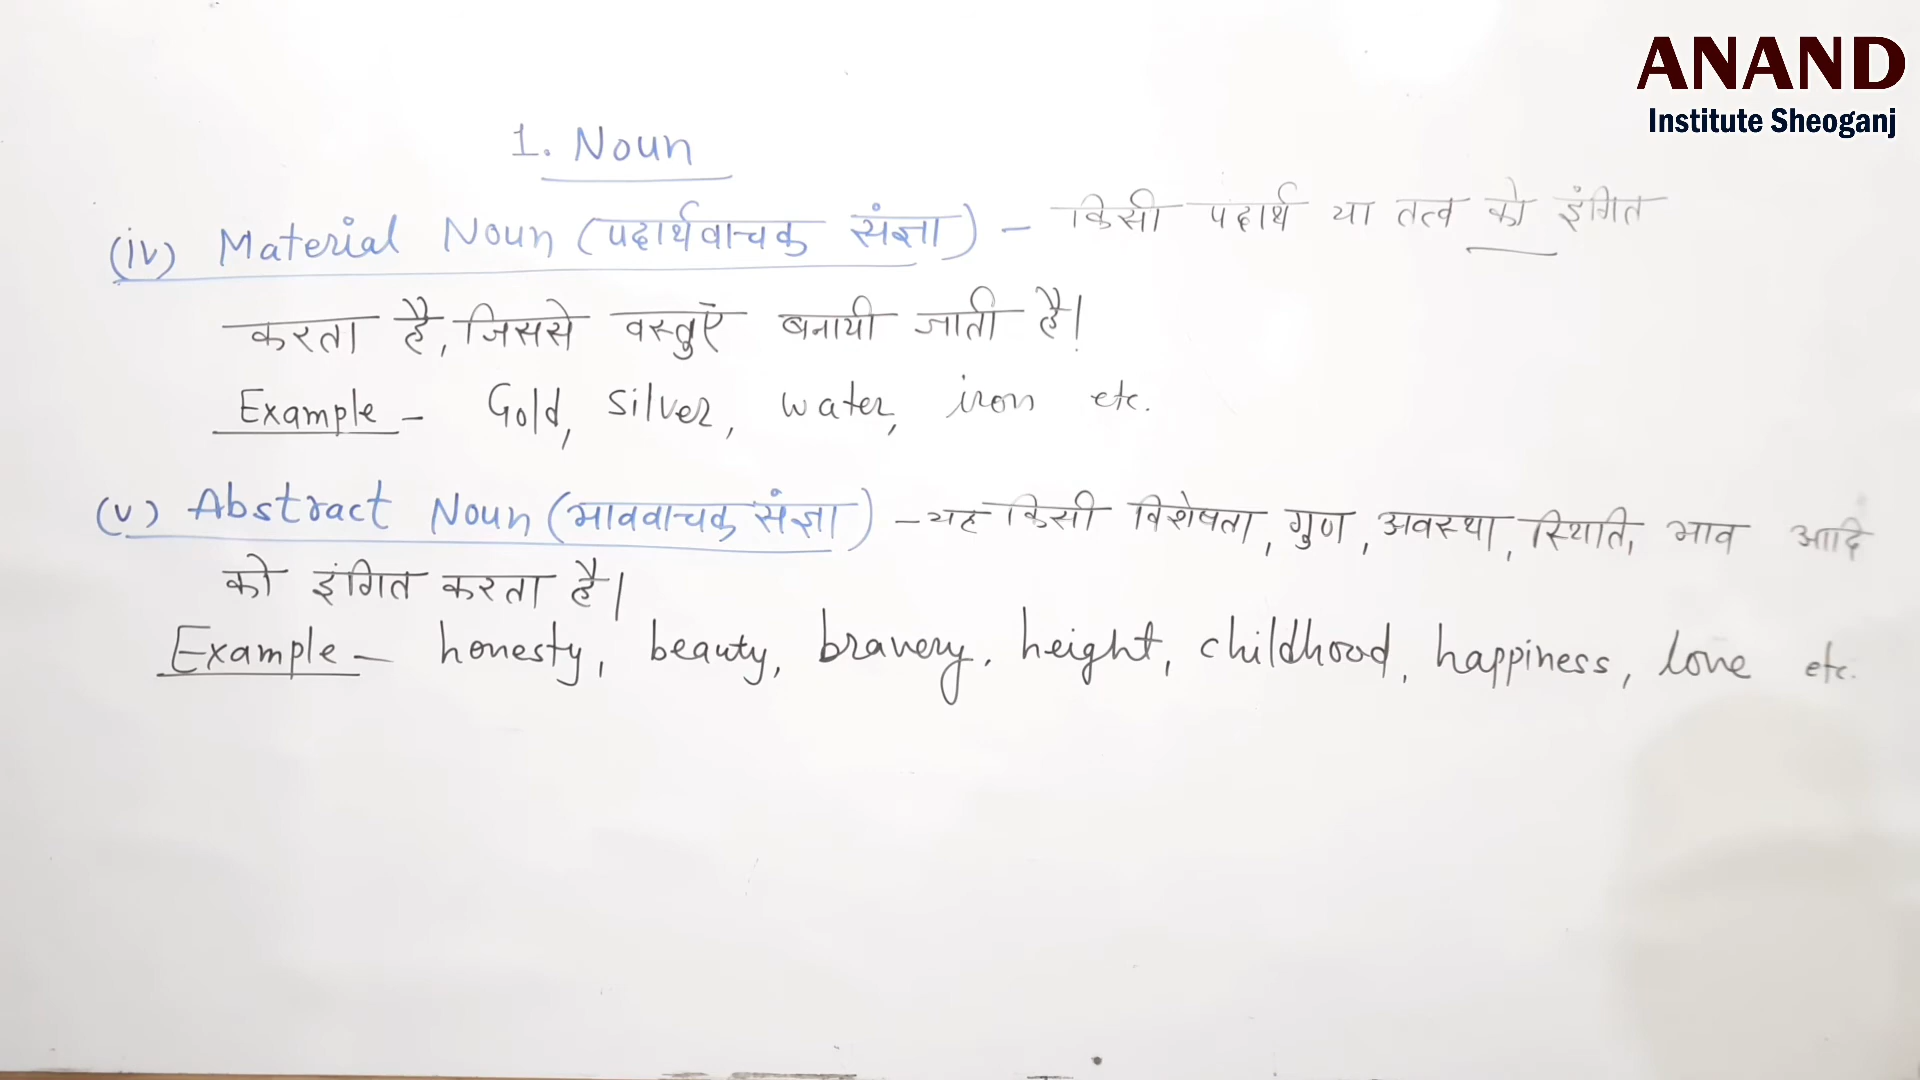 ANAND
Institute Sheoganj
1. Noun
(iv) Material Noun (पदार्थवाचक संज्ञा) - किसी पदार्थ या तत्व को इंगित
करता है, जिससे वस्तुएँ बनायी जाती है।
Example - Gold, silver, water, iron etc.
(v) Abstract Noun (भाववाचक संज्ञा) - यह किसी विशेषता, गुण, अवस्था, स्थिति, भाव आदि
को इंगित करता है।
Example - honesty, beauty, bravery, height, childhood, happiness, love etc.